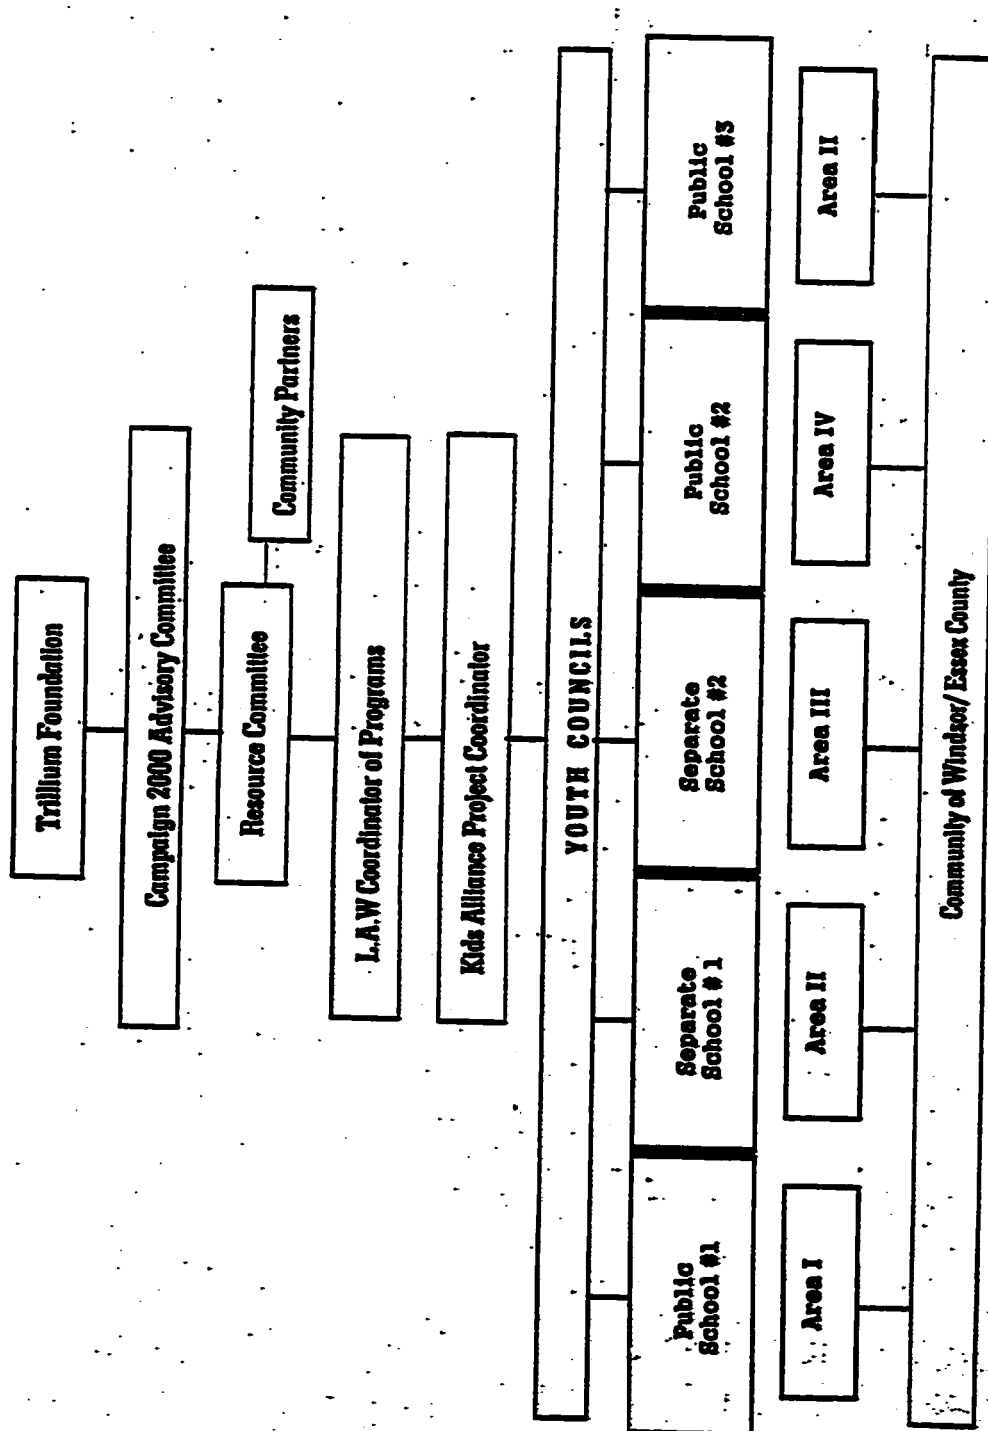 Trillium Foundation
Campaign 2000 Advisory Committee
Resource Committee
Community Partners
L.A.W Coordinator of Programs
Kids Alliance Project Coordinator
YOUTH COUNCILS
Public
School #1
Separate
School #1
Separate
School #2
Public
School #2
Public
School #3
Area I
Area II
Area III
Area IV
Area II
Community of Windsor/Essex County